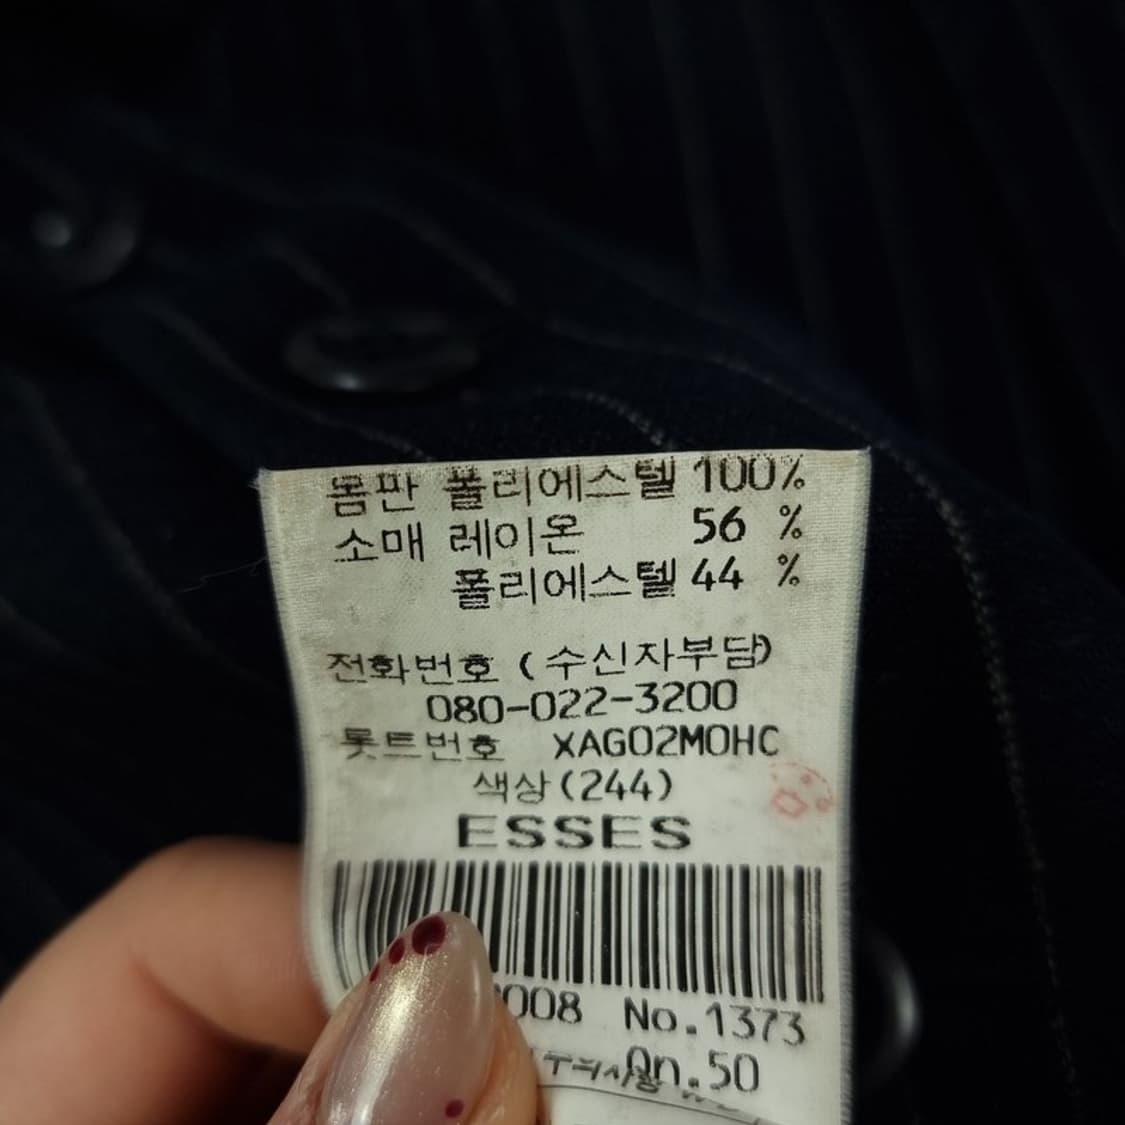 몸판 폴리에스텔 100%
소매 레이온 56 %
폴리에스텔 44 %
전화번호 (수신자부담)
080-022-3200
롯트번호 XAG02MOHC
색상(244)
ESSES
008 No.1373
Qn.50